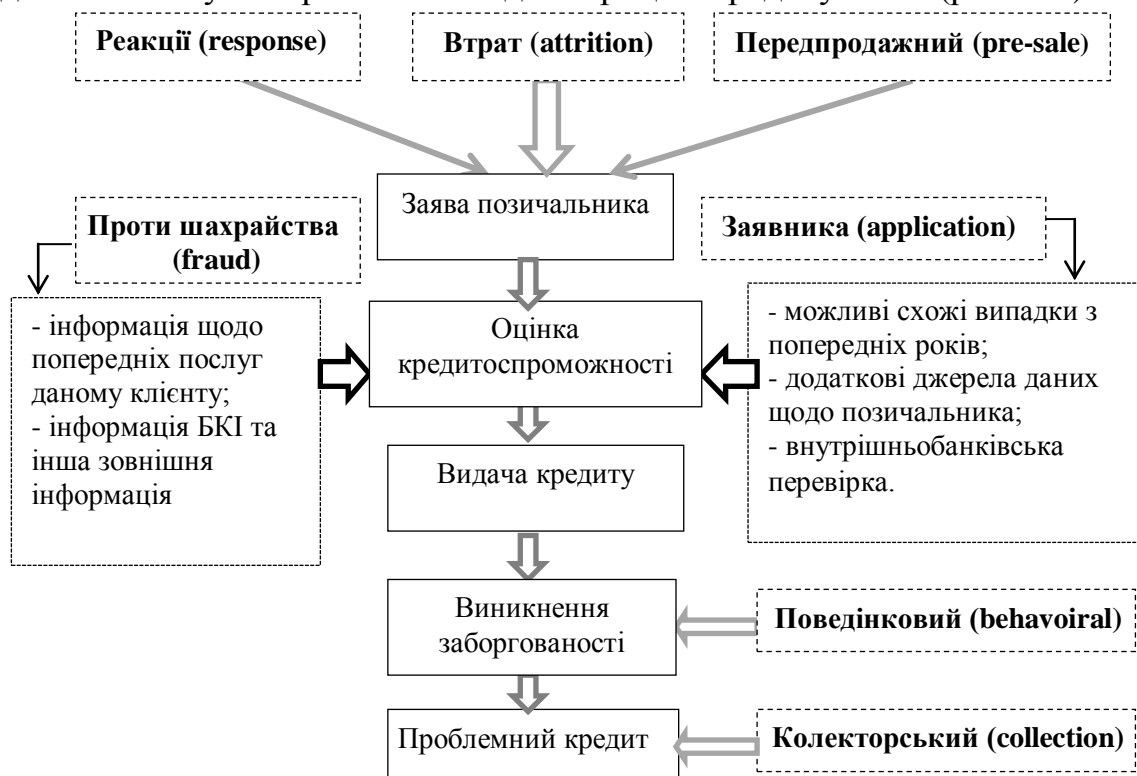 Реакції (response)
Втрат (attrition)
Передпродажний (pre-sale)
Заява позичальника
Проти шахрайства
(fraud)
Заявника (application)
- інформація щодо
попередніх послуг
даному клієнту;
- інформація БКІ та
інша зовнішня
інформація
Оцінка
кредитоспроможності
- можливі схожі випадки з
попередніх років;
- додаткові джерела даних
щодо позичальника;
- внутрішньобанківська
перевірка.
Видача кредиту
Виникнення
заборгованості
Поведінковий (behavoiral)
Проблемний кредит
Колекторський (collection)